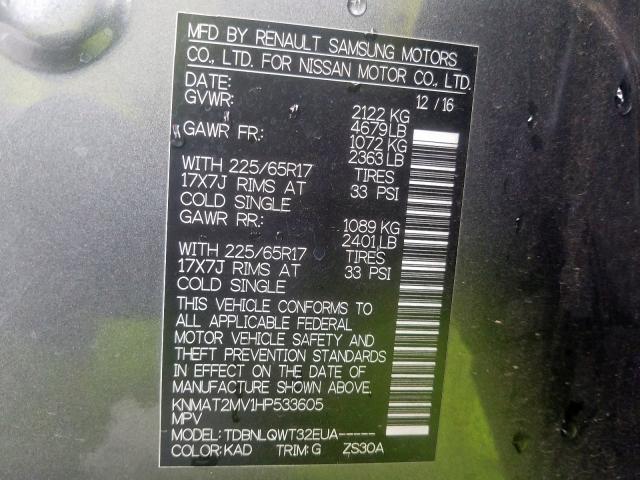 MFD BY RENAULT SAMSUNG MOTORS
CO., LTD. FOR NISSAN MOTOR CO., LTD.
DATE: 12 / 16
GVWR: 2122 KG
4679LB
GAWR FR: 1072 KG
2363 LB
WITH 225/65R17 TIRES
17X7J RIMS AT 33 PSI
COLD SINGLE
GAWR RR: 1089 KG
2401 LB
WITH 225/65R17 TIRES
17X7J RIMS AT 33 PSI
COLD SINGLE
THIS VEHICLE CONFORMS TO
ALL APPLICABLE FEDERAL
MOTOR VEHICLE SAFETY AND
THEFT PREVENTION STANDARDS
IN EFFECT ON THE DATE OF
MANUFACTURE SHOWN ABOVE.
KNMAT2MV1HP533605
MPV
MODEL: TDBNLQWT32EUA-----
COLOR: KAD TRIM: G ZS30A